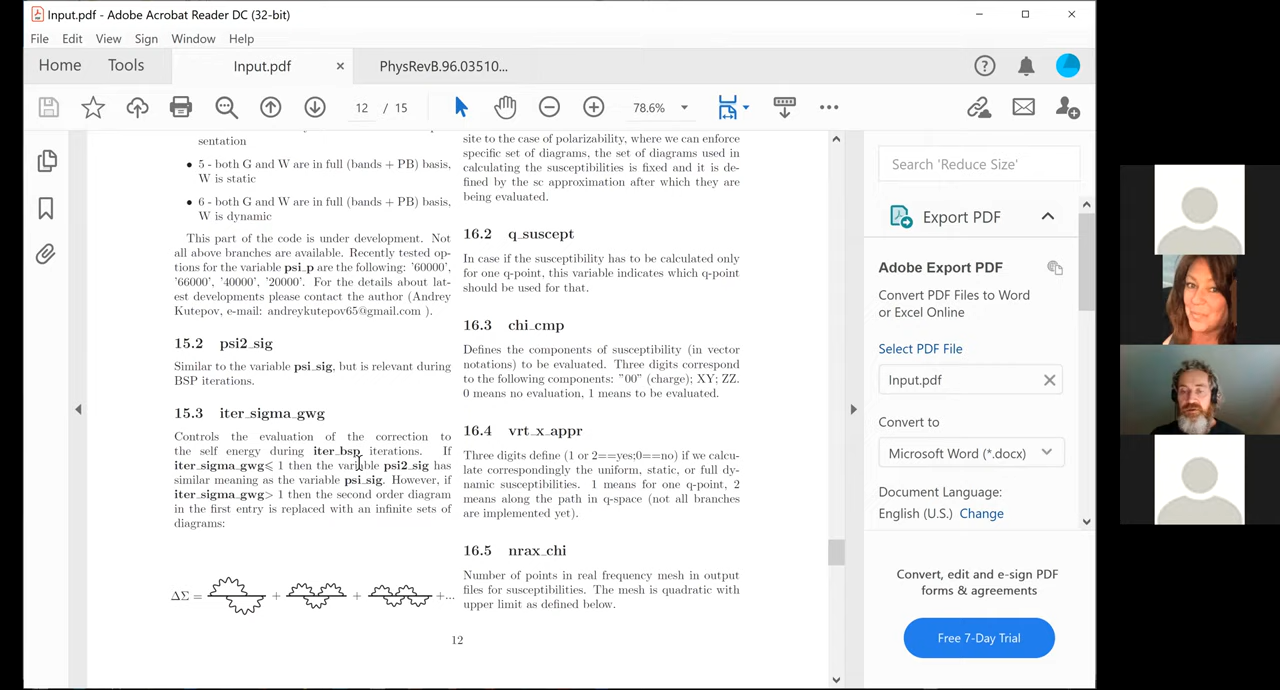 Input.pdf - Adobe Acrobat Reader DC (32-bit)
File Edit View Sign Window Help
Home Tools Input.pdf PhysRevB.96.03510...
12 / 15 78.6%
sentation
• 5 - both G and W are in full (bands + PB) basis,
W is static
• 6 - both G and W are in full (bands + PB) basis,
W is dynamic
This part of the code is under development. Not
all above branches are available. Recently tested op-
tions for the variable psi_p are the following: '60000',
'66000', '40000', '20000'. For the details about lat-
est developments please contact the author (Andrey
Kutepov, e-mail: andreykutepov65@gmail.com ).
15.2 psi2_sig
Similar to the variable psi_sig, but is relevant during
BSP iterations.
15.3 iter_sigma_gwg
Controls the evaluation of the correction to
the self energy during iter_bsp iterations. If
iter_sigma_gwg⩽ 1 then the variable psi2_sig has
similar meaning as the variable psi_sig. However, if
iter_sigma_gwg> 1 then the second order diagram
in the first entry is replaced with an infinite sets of
diagrams:
ΔΣ = + + +...
site to the case of polarizability, where we can enforce
specific set of diagrams, the set of diagrams used in
calculating the susceptibilities is fixed and it is de-
fined by the sc approximation after which they are
being evaluated.
16.2 q_suscept
In case if the susceptibility has to be calculated only
for one q-point, this variable indicates which q-point
should be used for that.
16.3 chi_cmp
Defines the components of susceptibility (in vector
notations) to be evaluated. Three digits correspond
to the following components: "00" (charge); XY; ZZ.
0 means no evaluation, 1 means to be evaluated.
16.4 vrt_x_appr
Three digits define (1 or 2==yes;0==no) if we calcu-
late correspondingly the uniform, static, or full dy-
namic susceptibilities. 1 means for one q-point, 2
means along the path in q-space (not all branches
are implemented yet).
16.5 nrax_chi
Number of points in real frequency mesh in output
files for susceptibilities. The mesh is quadratic with
upper limit as defined below.
12
Search 'Reduce Size'
Export PDF
Adobe Export PDF
Convert PDF Files to Word
or Excel Online
Select PDF File
Input.pdf
Convert to
Microsoft Word (*.docx)
Document Language:
English (U.S.) Change
Convert, edit and e-sign PDF
forms & agreements
Free 7-Day Trial